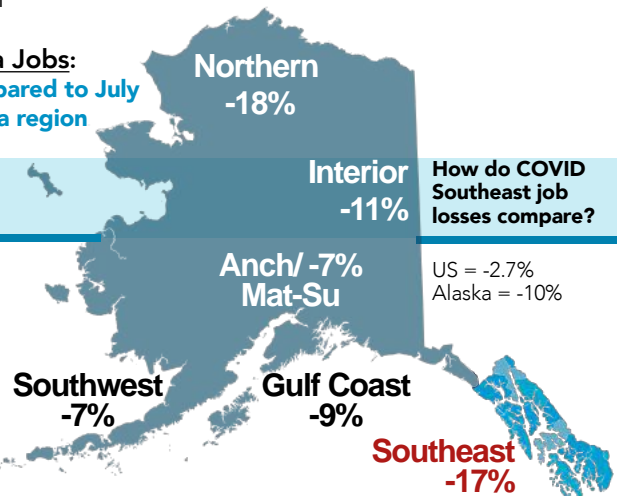 Jobs:
to July
region
Northern
-18%
Interior
-11%
How do COVID
Southeast job
losses compare?
Anch/ -7%
Mat-Su
US = -2.7%
Alaska = -10%
Southwest
-7%
Gulf Coast
-9%
Southeast
-17%